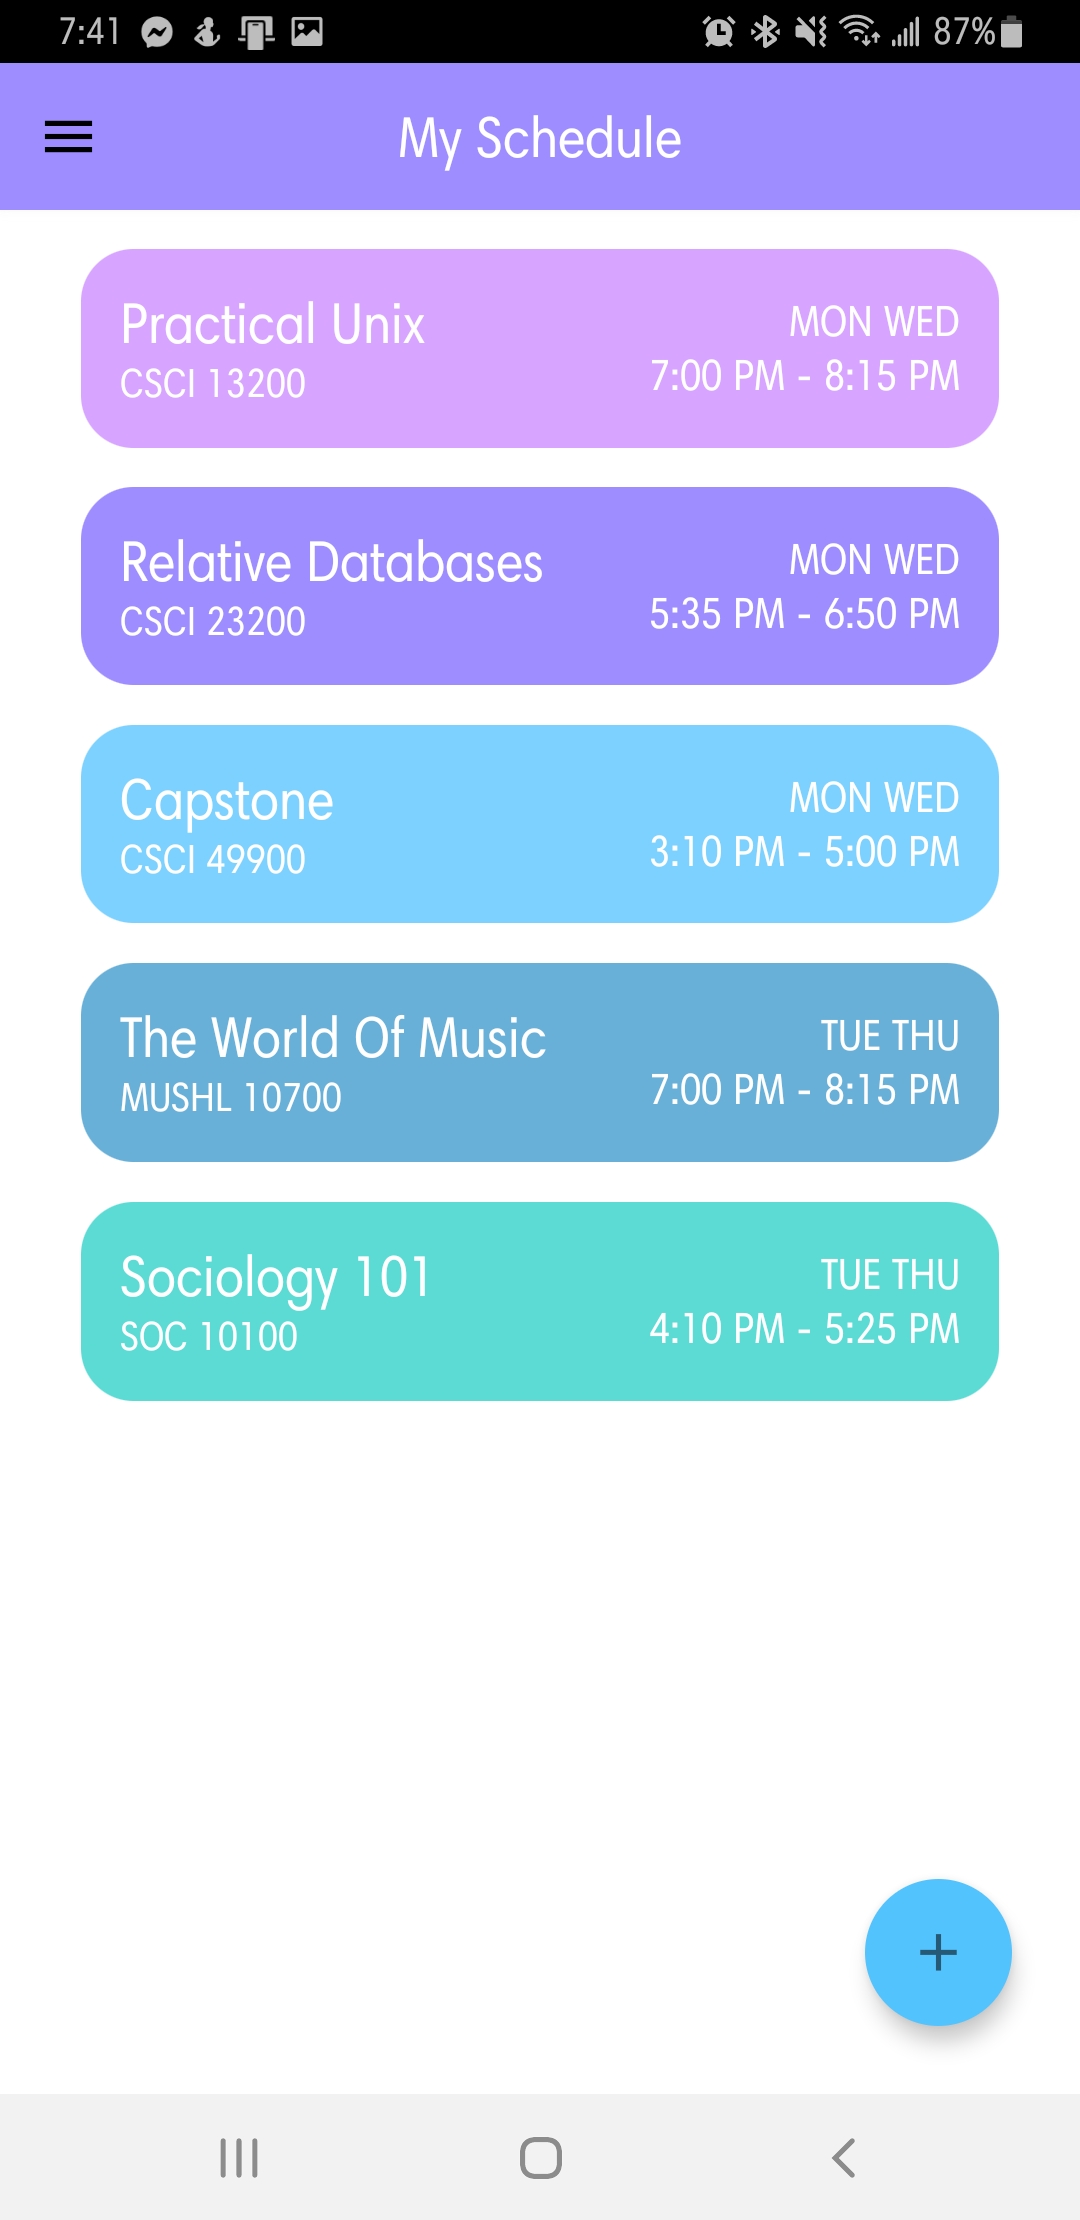 7:41 87%
My Schedule
Practical Unix
CSCI 13200
MON WED
7:00 PM - 8:15 PM
Relative Databases
CSCI 23200
MON WED
5:35 PM - 6:50 PM
Capstone
CSCI 49900
MON WED
3:10 PM - 5:00 PM
The World Of Music
MUSHL 10700
TUE THU
7:00 PM - 8:15 PM
Sociology 101
SOC 10100
TUE THU
4:10 PM - 5:25 PM
+